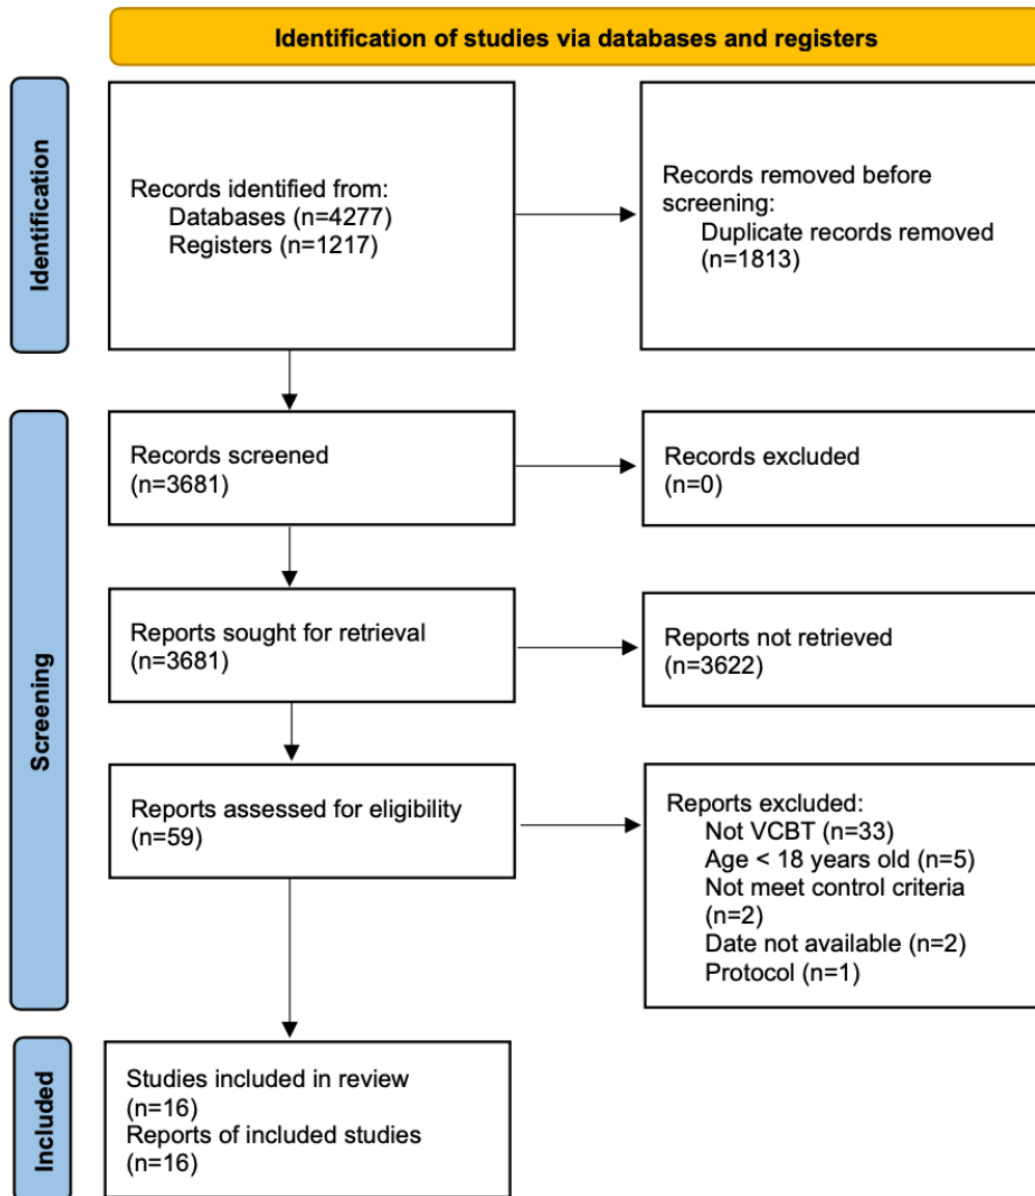 Identification of studies via databases and registers
Identification
Records identified from:
Databases (n=4277)
Registers (n=1217)
Records removed before
screening:
Duplicate records removed
(n=1813)
Screening
Records screened
(n=3681)
Records excluded
(n=0)
Reports sought for retrieval
(n=3681)
Reports not retrieved
(n=3622)
Reports assessed for eligibility
(n=59)
Reports excluded:
Not VCBT (n=33)
Age < 18 years old (n=5)
Not meet control criteria
(n=2)
Date not available (n=2)
Protocol (n=1)
Included
Studies included in review
(n=16)
Reports of included studies
(n=16)